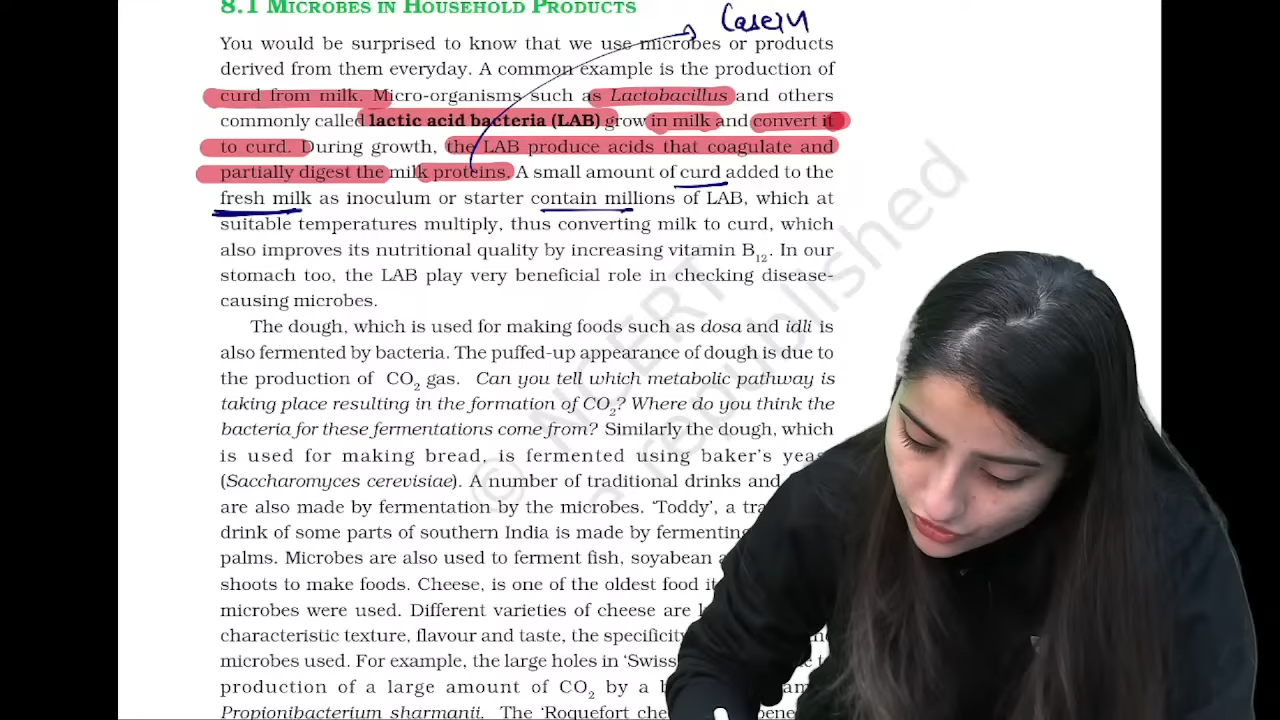 8.1 MICROBES IN HOUSEHOLD PRODUCTS
Casein
You would be surprised to know that we use microbes or products
derived from them everyday. A common example is the production of
curd from milk. Micro-organisms such as Lactobacillus and others
commonly called lactic acid bacteria (LAB) grow in milk and convert it
to curd. During growth, the LAB produce acids that coagulate and
partially digest the milk proteins. A small amount of curd added to the
fresh milk as inoculum or starter contain millions of LAB, which at
suitable temperatures multiply, thus converting milk to curd, which
also improves its nutritional quality by increasing vitamin B12. In our
stomach too, the LAB play very beneficial role in checking disease-
causing microbes.
The dough, which is used for making foods such as dosa and idli is
also fermented by bacteria. The puffed-up appearance of dough is due to
the production of CO2 gas. Can you tell which metabolic pathway is
taking place resulting in the formation of CO2? Where do you think the
bacteria for these fermentations come from? Similarly the dough, which
is used for making bread, is fermented using baker's yeas
(Saccharomyces cerevisiae). A number of traditional drinks and
are also made by fermentation by the microbes. 'Toddy', a tra
drink of some parts of southern India is made by fermenting
palms. Microbes are also used to ferment fish, soyabean a
shoots to make foods. Cheese, is one of the oldest food it
microbes were used. Different varieties of cheese are
characteristic texture, flavour and taste, the specificity
microbes used. For example, the large holes in 'Swiss
production of a large amount of CO2 by a b
Propionibacterium sharmanii. The 'Roquefort che
© NCERT
republished